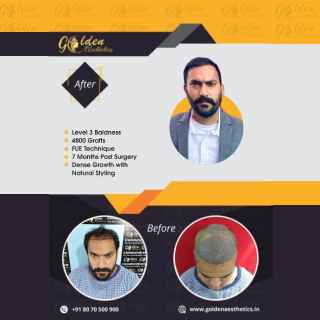 Golden
Aesthetics
After
Level 3 Baldness
4800 Grafts
FUE Technique
7 Months Post Surgery
Dense Growth with
Natural Styling
Before
+91 80 70 500 900
www.goldenaesthetics.in